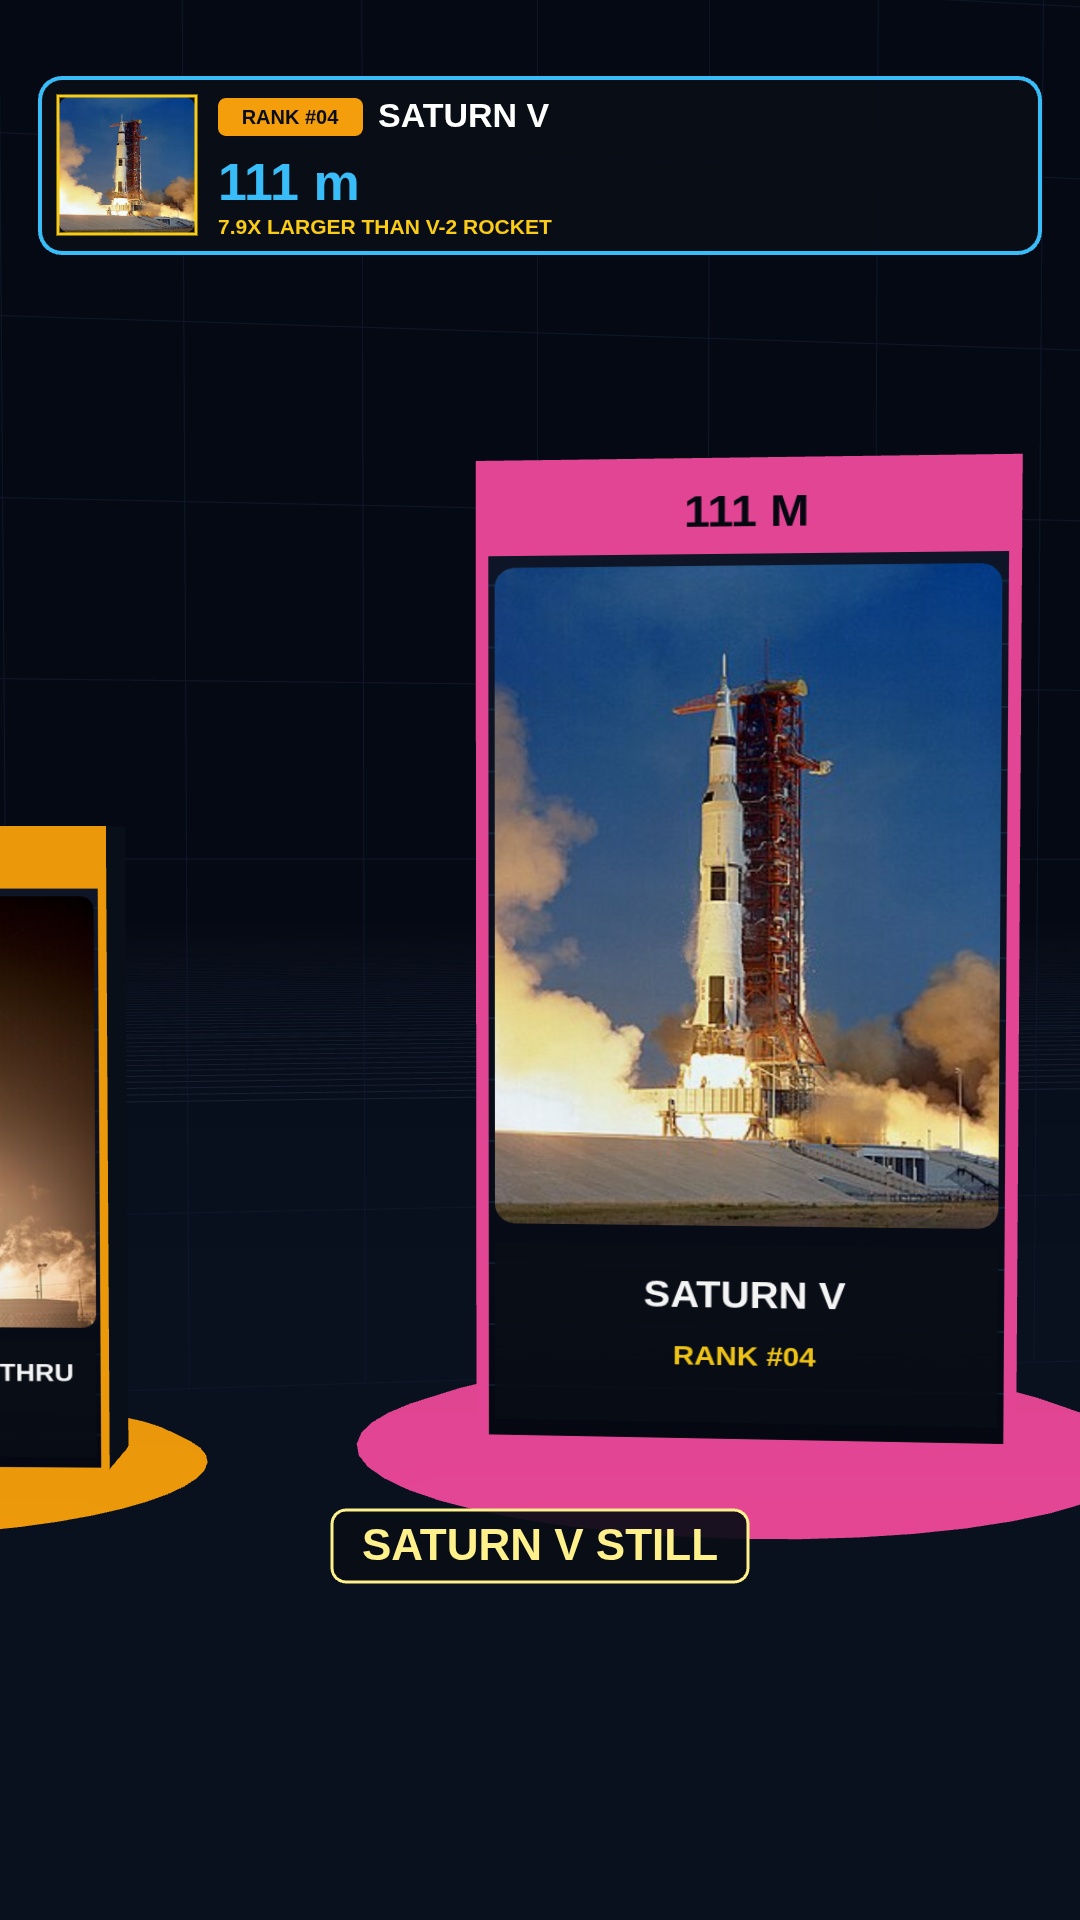 RANK #04 SATURN V
111 m
7.9X LARGER THAN V-2 ROCKET
111 M
SATURN V
RANK #04
THRU
SATURN V STILL